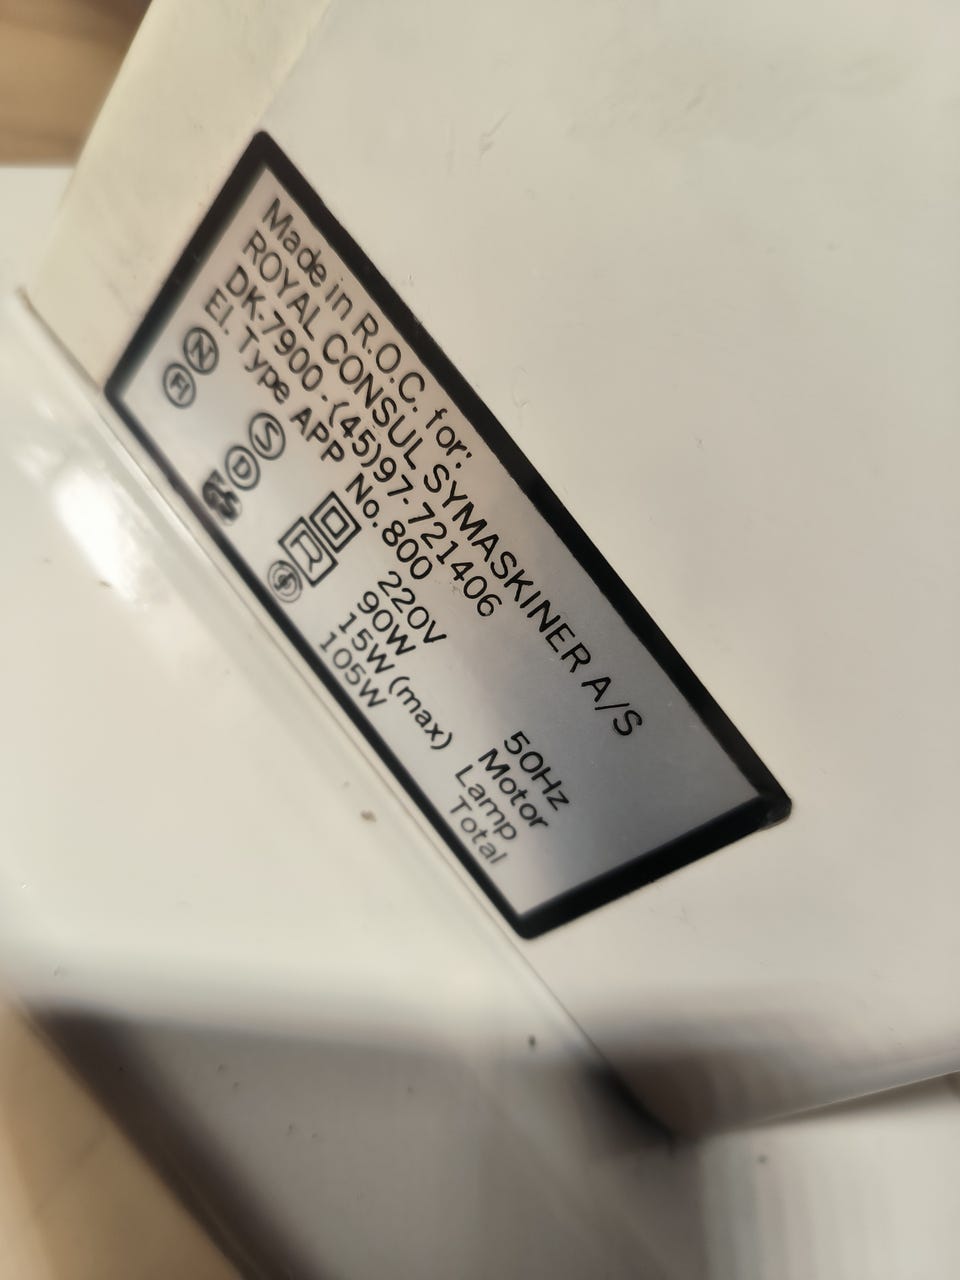 Made in R.O.C. for:
ROYAL CONSUL SYMASKINER A/S
DK-7900 - (45)97-721406
El. Type APP No. 800
N S 220V 50Hz
FI D R 90W Motor
15W (max) Lamp
105W Total